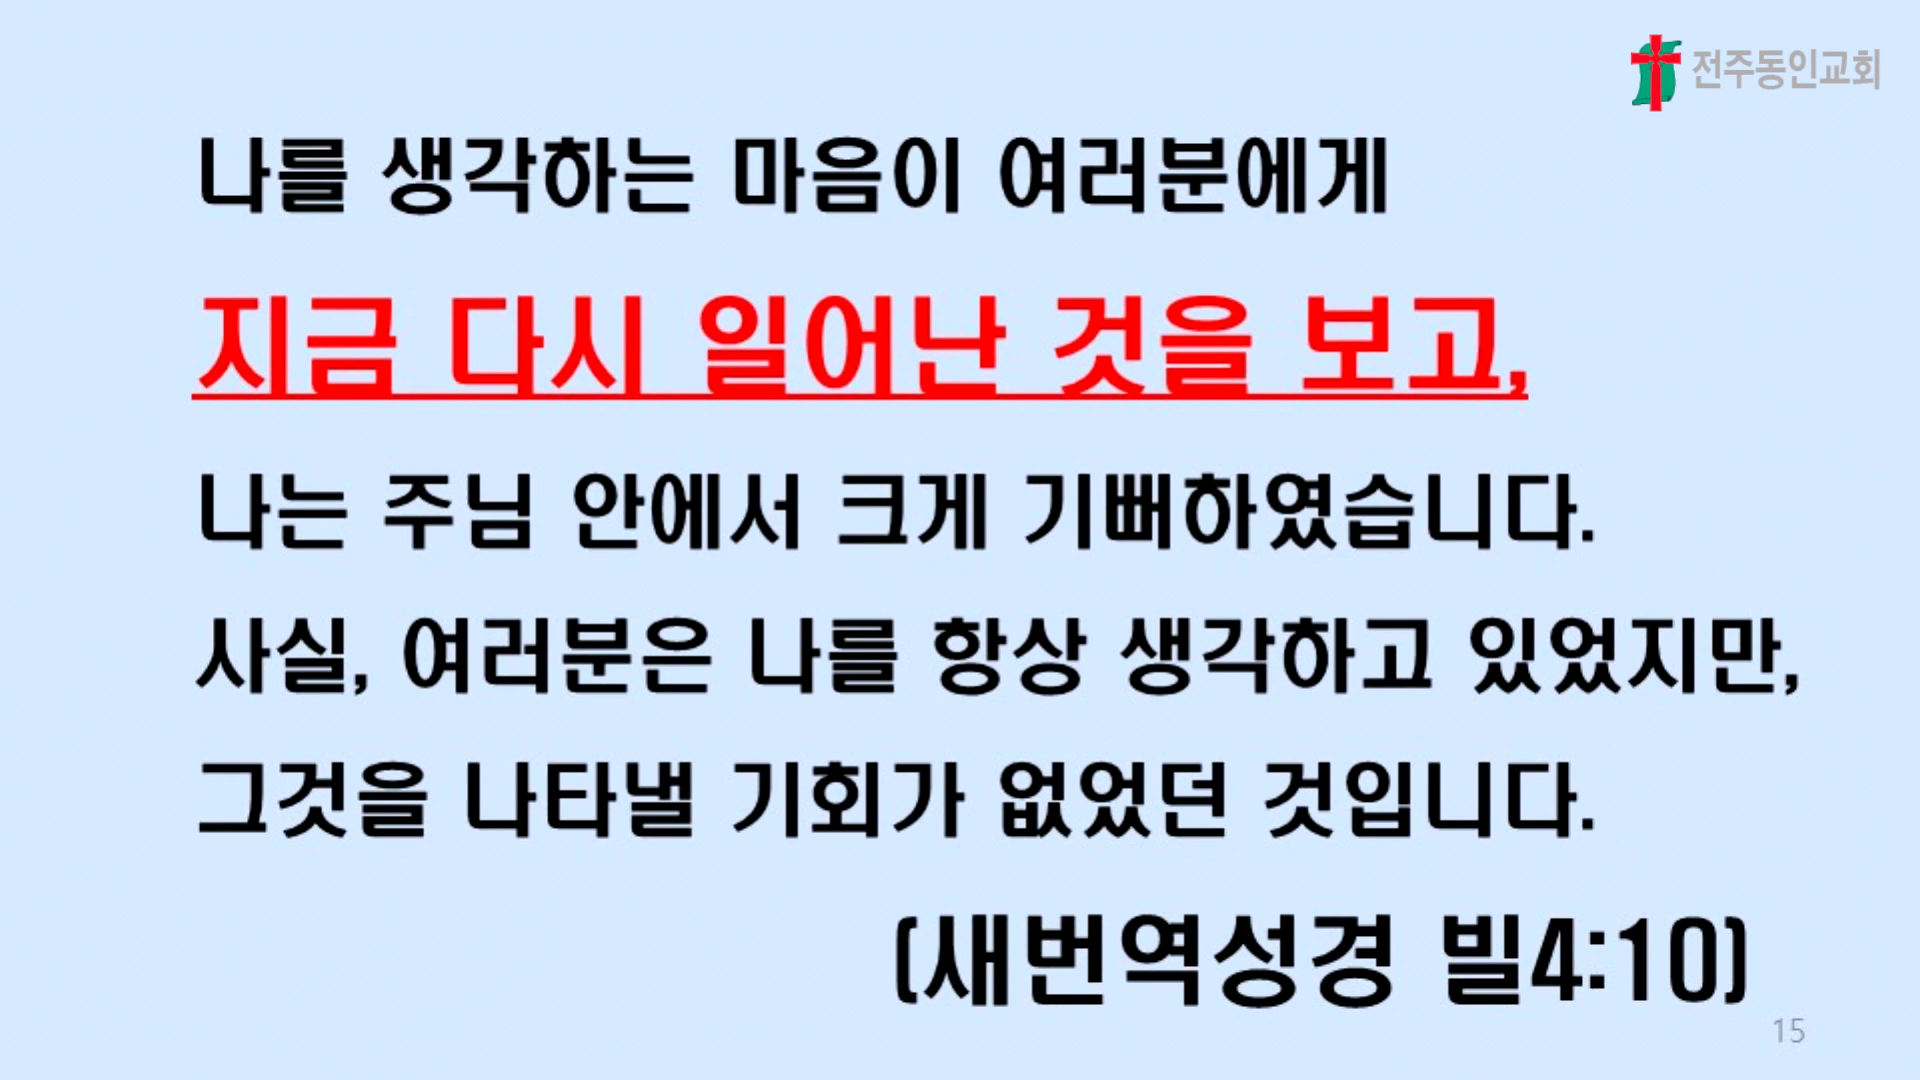 전주동인교회
나를 생각하는 마음이 여러분에게
지금 다시 일어난 것을 보고,
나는 주님 안에서 크게 기뻐하였습니다.
사실, 여러분은 나를 항상 생각하고 있었지만,
그것을 나타낼 기회가 없었던 것입니다.
(새번역성경 빌4:10)
15